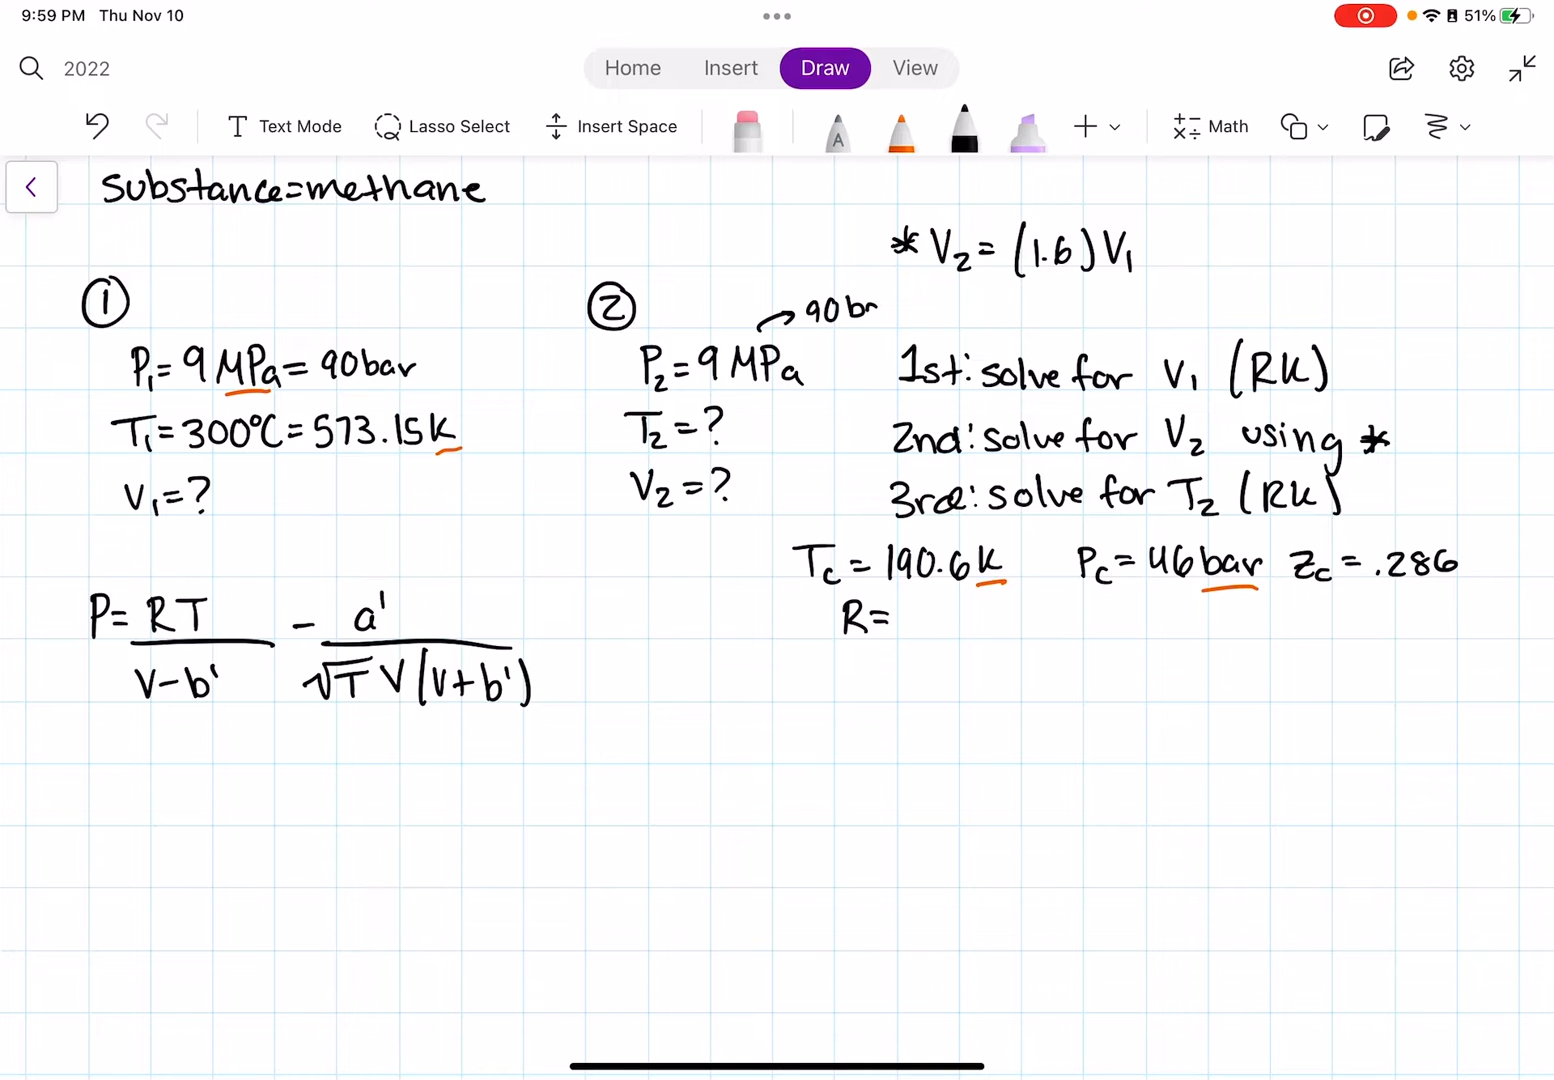 9:59 PM Thu Nov 10
51%
2022
Home Insert Draw View
T Text Mode Lasso Select Insert Space A Math
Substance=methane
* V₂ = (1.6) V₁
①
②
→ 90 br
P₁ = 9 MPa = 90 bar
P₂ = 9 MPa
1st: solve for V₁ (RK)
T₁ = 300°C = 573.15 K
T₂ = ?
2nd: solve for V₂ using *
V₁ = ?
V₂ = ?
3rd: solve for T₂ (RK)
Tc = 190.6 K Pc = 46 bar Zc = .286
R =
P = RT / (V - b') - a' / (√T V (V + b'))